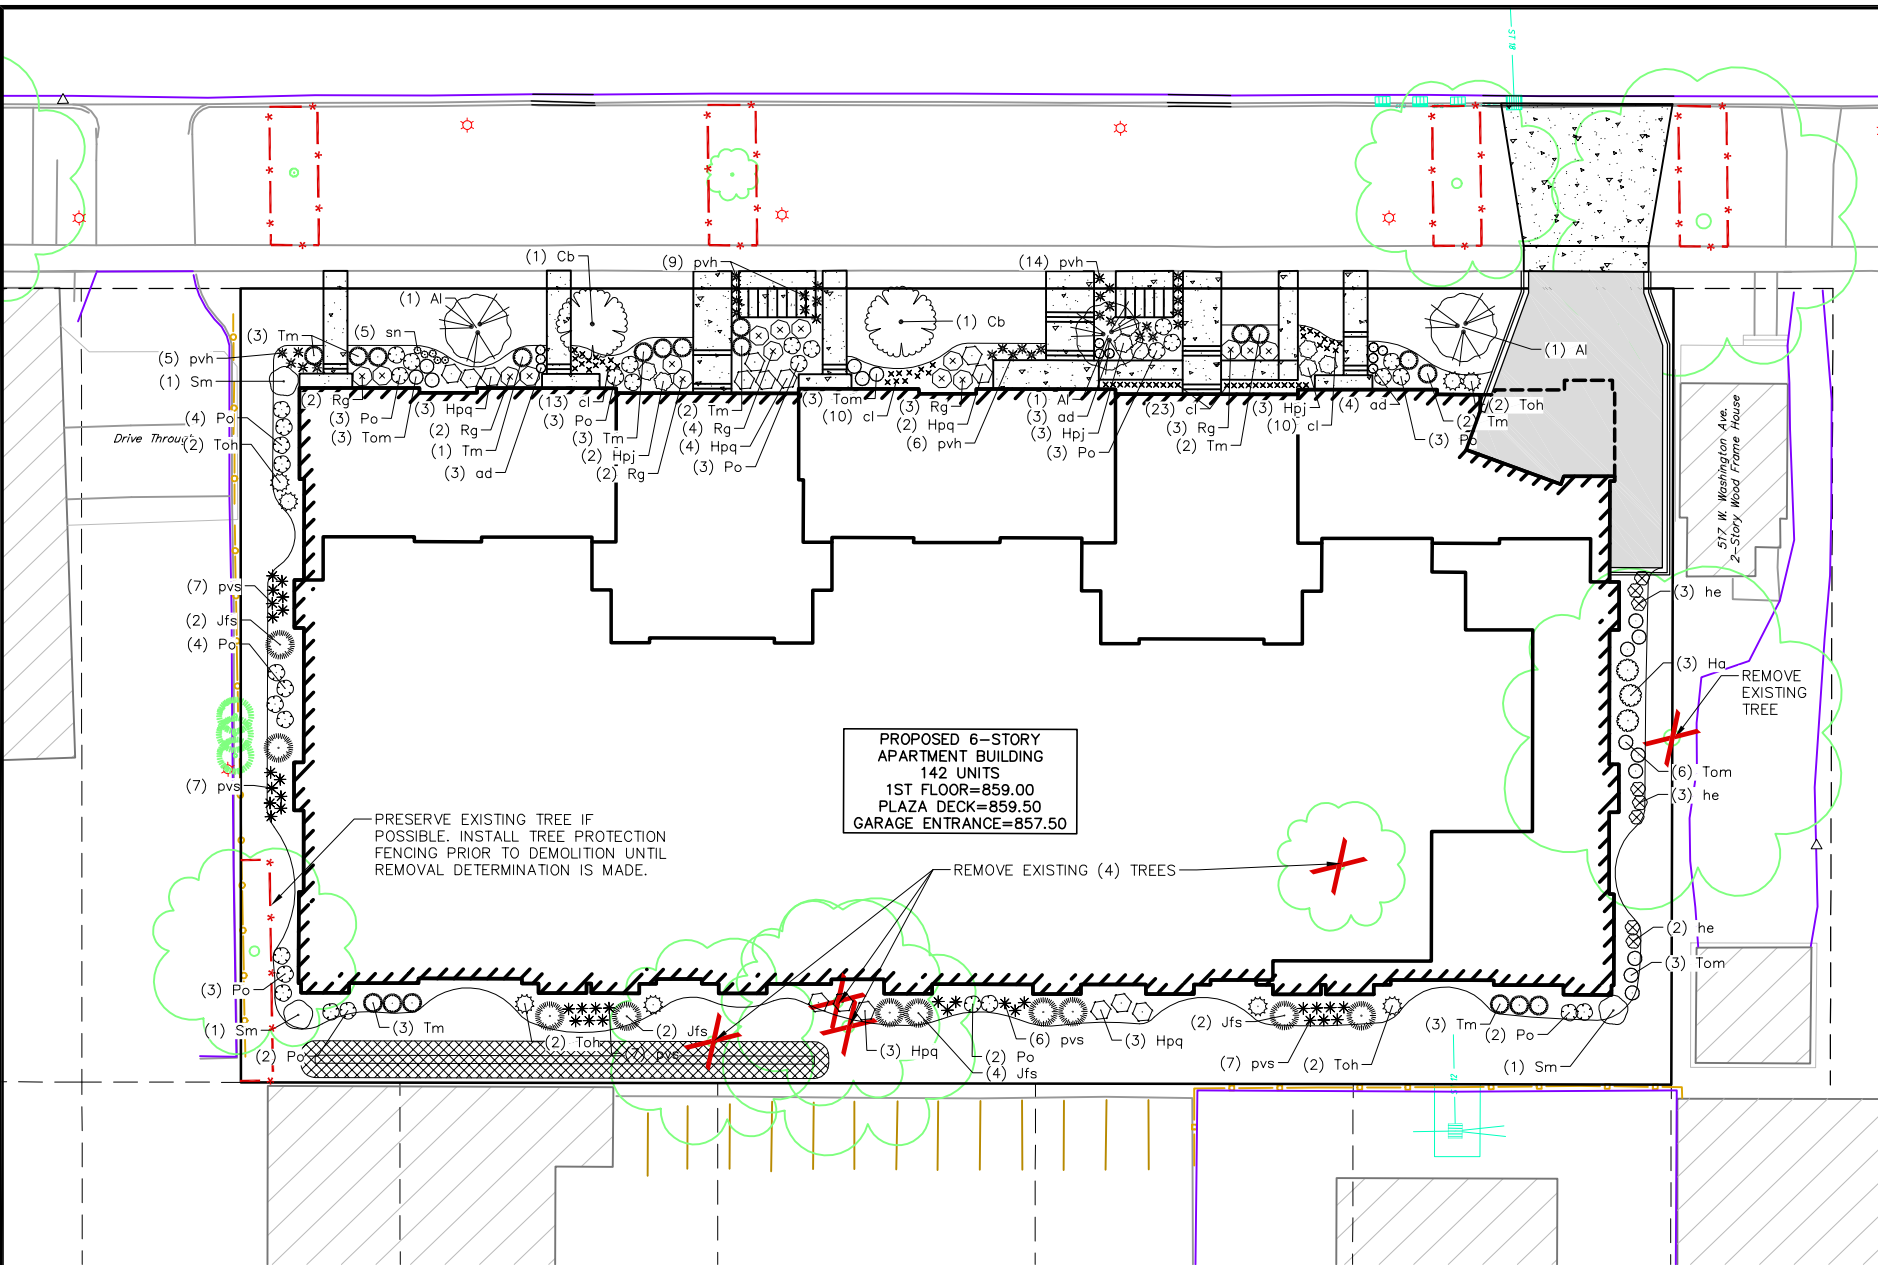 ST 18
(1) Cb
(9) pvh
(14) pvh
(1) Al
(3) Tm
(5) sn
(1) Cb
(1) Al
(5) pvh
(1) Sm
(2) Rg
(3) Po
(3) Tom
(3) Hpq
(2) Rg
(1) Tm
(3) ad
(13) cl
(3) Po
(3) Tm
(2) Hpj
(2) Rg
(2) Tm
(4) Rg
(4) Hpq
(3) Po
(3) Tom
(10) cl
(3) Rg
(2) Hpq
(6) pvh
(1) Al
(3) ad
(3) Hpj
(3) Po
(23) cl
(3) Rg
(2) Tm
(3) Hpj
(10) cl
(4) ad
(3) Po
(2) Tm
(2) Toh
(4) Po
(2) Toh
Drive Through
517 W. Washington Ave.
2-Story Wood Frame House
(7) pvs
(2) Jfs
(4) Po
(7) pvs
(3) he
(3) Ha
REMOVE
EXISTING
TREE
(6) Tom
(3) he
PROPOSED 6-STORY
APARTMENT BUILDING
142 UNITS
1ST FLOOR=859.00
PLAZA DECK=859.50
GARAGE ENTRANCE=857.50
PRESERVE EXISTING TREE IF
POSSIBLE. INSTALL TREE PROTECTION
FENCING PRIOR TO DEMOLITION UNTIL
REMOVAL DETERMINATION IS MADE.
REMOVE EXISTING (4) TREES
(2) he
(3) Tom
(3) Po
(1) Sm
(2) Po
(3) Tm
(2) Toh
(7) pvs
(2) Jfs
(3) Hpq
(2) Po
(4) Jfs
(6) pvs
(3) Hpq
(2) Jfs
(7) pvs
(2) Toh
(3) Tm
(2) Po
(1) Sm